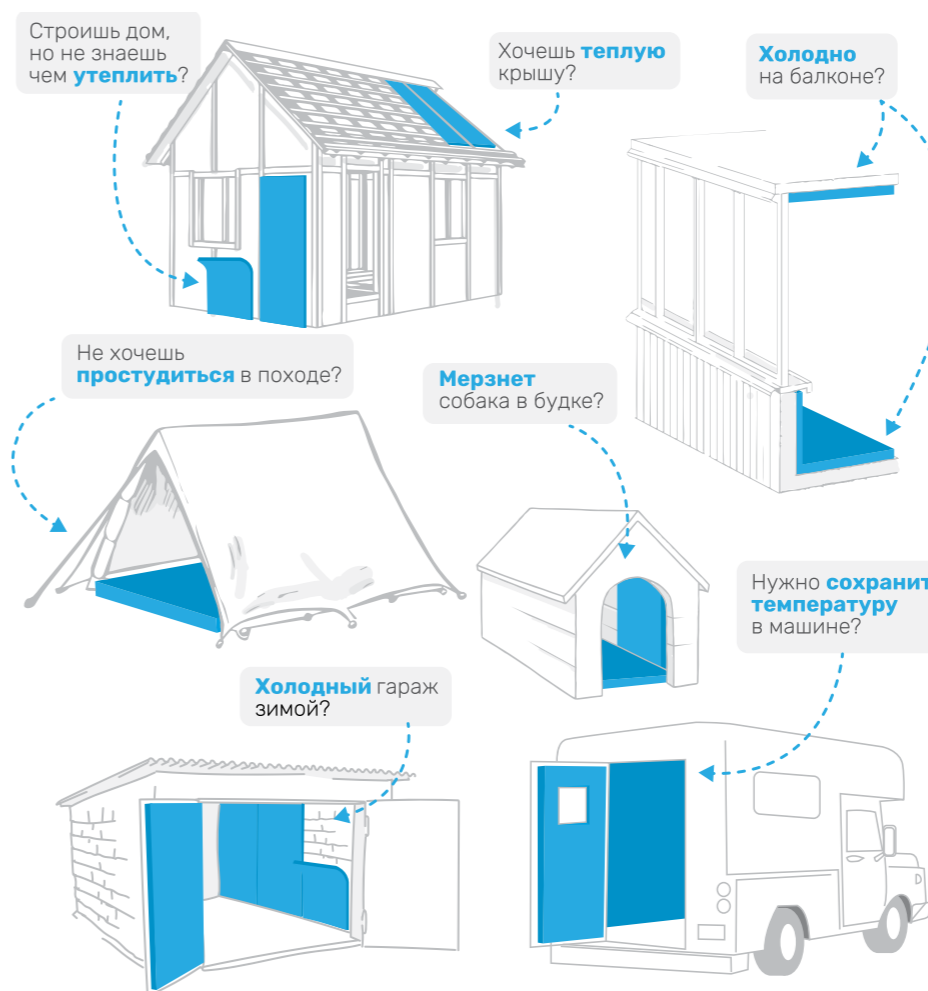 Строишь дом,
но не знаешь
чем утеплить?
Хочешь теплую
крышу?
Холодно
на балконе?
Не хочешь
простудиться в походе?
Мерзнет
собака в будке?
Нужно сохранит
температуру
в машине?
Холодный гараж
зимой?